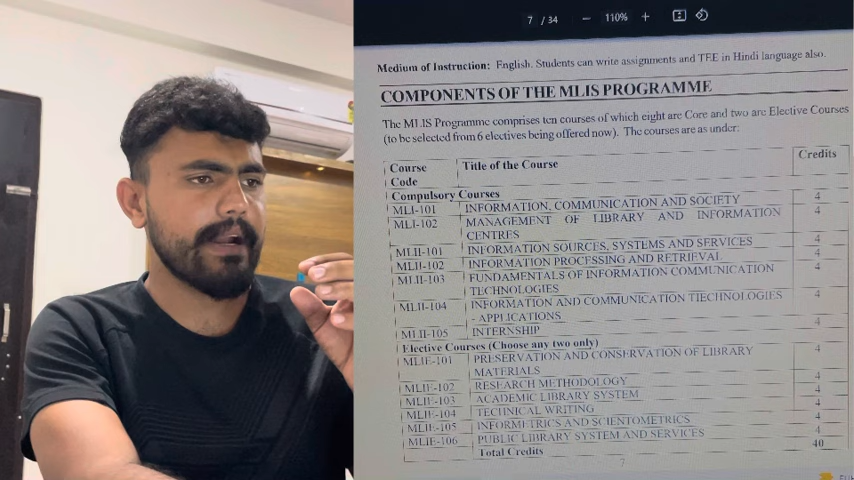 7 / 34 − 110% +
Medium of Instruction: English. Students can write assignments and TEE in Hindi language also.
COMPONENTS OF THE MLIS PROGRAMME
The MLIS Programme comprises ten courses of which eight are Core and two are Elective Courses
(to be selected from 6 electives being offered now). The courses are as under:
Course Code Title of the Course Credits
Compulsory Courses
MLI-101 INFORMATION, COMMUNICATION AND SOCIETY 4
MLI-102 MANAGEMENT OF LIBRARY AND INFORMATION 4
CENTRES
MLII-101 INFORMATION SOURCES, SYSTEMS AND SERVICES 4
MLII-102 INFORMATION PROCESSING AND RETRIEVAL 4
MLII-103 FUNDAMENTALS OF INFORMATION COMMUNICATION 4
TECHNOLOGIES
MLII-104 INFORMATION AND COMMUNICATION TECHNOLOGIES 4
- APPLICATIONS
MLII-105 INTERNSHIP 4
Elective Courses (Choose any two only)
MLIE-101 PRESERVATION AND CONSERVATION OF LIBRARY 4
MATERIALS
MLIE-102 RESEARCH METHODOLOGY 4
MLIE-103 ACADEMIC LIBRARY SYSTEM 4
MLIE-104 TECHNICAL WRITING 4
MLIE-105 INFORMETRICS AND SCIENTOMETRICS 4
MLIE-106 PUBLIC LIBRARY SYSTEM AND SERVICES 4
Total Credits 40
7